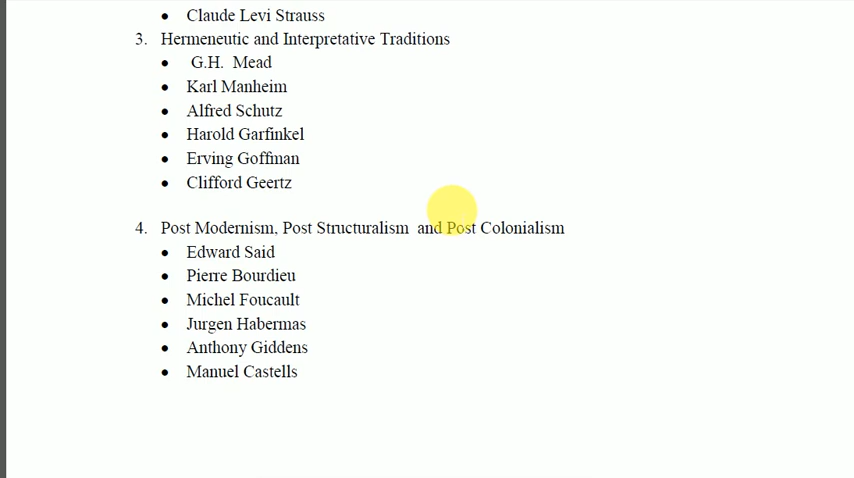 • Claude Levi Strauss
3. Hermeneutic and Interpretative Traditions
• G.H. Mead
• Karl Manheim
• Alfred Schutz
• Harold Garfinkel
• Erving Goffman
• Clifford Geertz
4. Post Modernism, Post Structuralism and Post Colonialism
• Edward Said
• Pierre Bourdieu
• Michel Foucault
• Jurgen Habermas
• Anthony Giddens
• Manuel Castells